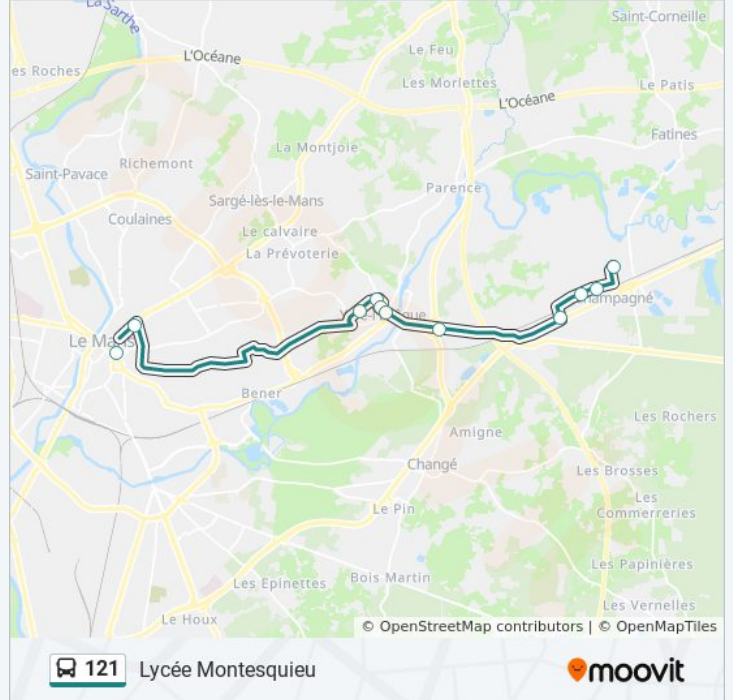 La Sarthe
Saint-Corneille
Le Feu
L'Océane
es Roches
Les Morlettes
Le Patis
L'Océane
Fatines
La Montjoie
Richemont
Saint-Pavace
Parence
Sargé-lès-le-Mans
Coulaines
Le calvaire
La Prévoterie
Champagné
Le Mans
Bener
Les Rochers
Amigne
Changé
Les Brosses
Les
Commerreries
Le Pin
Les Papinières
Bois Martin
Les Epinettes
Les Vernelles
Le Houx
© OpenStreetMap contributors | © OpenMapTiles
121 Lycée Montesquieu
moovit